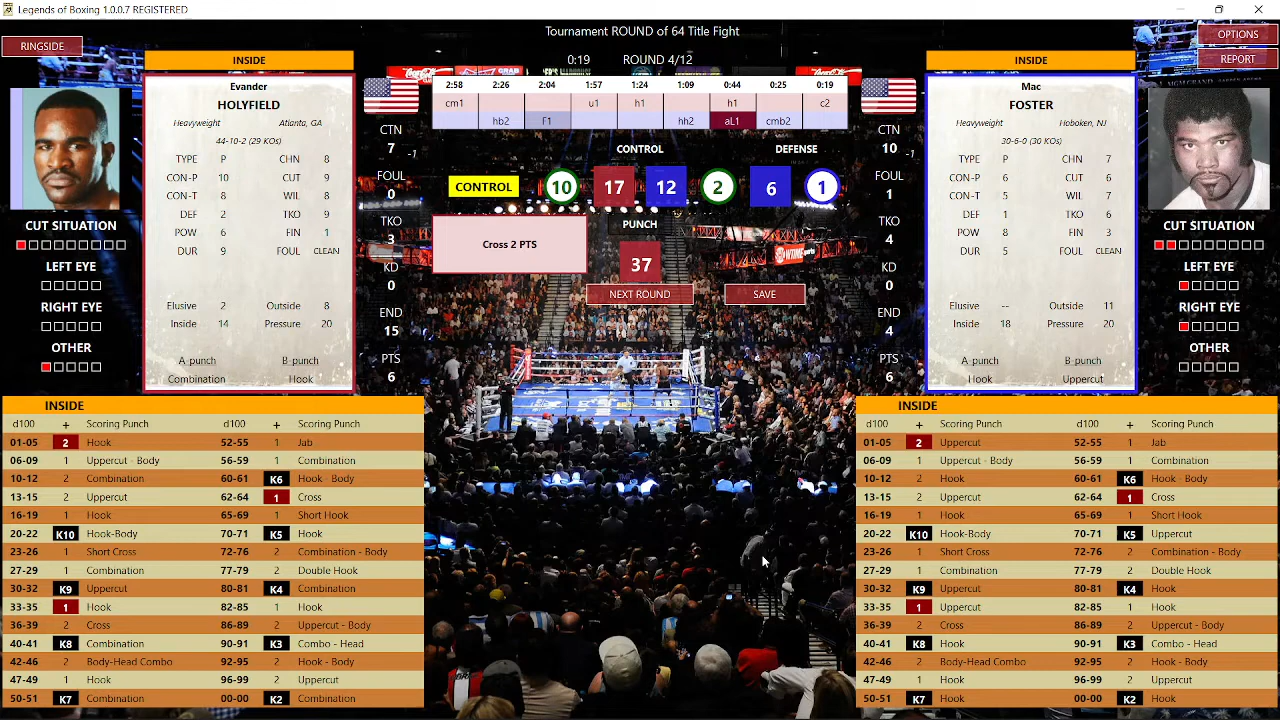 Legends of Boxing 1.0.0.7 REGISTERED
Tournament ROUND of 64 Title Fight
RINGSIDE
OPTIONS
REPORT
0:19 ROUND 4/12
INSIDE
Evander
HOLYFIELD
Heavyweight Atlanta, GA
44-10-2 (29 KOs)
TYPE P CHN 8
CON-P 10 CUT 9
CON-T 8 WIL 8
DEF 2 TKO 9
POW 6 FIN 1
DUR 6 FOUL CLEAN
Elusive 2 Outside 8
Inside 14 Pressure 20
A-punch B-punch
Combination Hook
CUT SITUATION
LEFT EYE
RIGHT EYE
OTHER
CTN
7 -1
FOUL
0
TKO
3
KD
0
END
15
PTS
6
2:58 2:26 2:04 1:57 1:24 1:09 0:44 0:25 0:19
cm1 u1 h1 h1 c2
hb2 F1 hh2 aL1 cmb2
CONTROL DEFENSE
CONTROL 10 17 12 2 6 1
PUNCH
Cross 2 PTS
37
NEXT ROUND SAVE
CTN
10 -1
FOUL
1
TKO
4
KD
0
END
4
PTS
6
INSIDE
Mac
FOSTER
Heavyweight Hoboken, NJ
30-6-0 (30 KOs)
TYPE P CHN 7
CON-P 6 CUT 6
CON-T 5 WIL 7
DEF 1 TKO
POW 8 FIN 3
DUR 5 FOUL CLEAN
Elusive -- Outside 11
Inside 18 Pressure 20
A-punch B-punch
Hook Uppercut
CUT SITUATION
LEFT EYE
RIGHT EYE
OTHER
INSIDE
d100 + Scoring Punch d100 + Scoring Punch
01-05 2 Hook 52-55 1 Jab
06-09 1 Uppercut - Body 56-59 1 Combination
10-12 2 Combination 60-61 K6 Hook - Body
13-15 2 Uppercut 62-64 1 Cross
16-19 1 Hook 65-69 1 Short Hook
20-22 K10 Hook-Body 70-71 K5 Hook
23-26 1 Short Cross 72-76 2 Combination - Body
27-29 1 Combination 77-79 2 Double Hook
30-32 K9 Uppercut 80-81 K4 Combination
33-35 1 Hook 82-85 1 Hook
36-39 2 Cross 86-89 2 Uppercut - Body
40-41 K8 Combination 90-91 K3 Combo - Head
42-46 2 Body-Head Combo 92-95 2 Hook - Body
47-49 1 Hook 96-99 2 Uppercut
50-51 K7 Combination 00-00 K2 Combination
INSIDE
d100 + Scoring Punch d100 + Scoring Punch
01-05 2 Uppercut 52-55 1 Jab
06-09 1 Uppercut - Body 56-59 1 Combination
10-12 2 Hook 60-61 K6 Hook - Body
13-15 2 Uppercut 62-64 1 Cross
16-19 1 Hook 65-69 1 Short Hook
20-22 K10 Hook-Body 70-71 K5 Uppercut
23-26 1 Short Cross 72-76 2 Combination - Body
27-29 1 Combination 77-79 2 Double Hook
30-32 K9 Uppercut 80-81 K4 Hook
33-35 1 Uppercut 82-85 1 Hook
36-39 2 Cross 86-89 2 Uppercut - Body
40-41 K8 Hook 90-91 K3 Combo - Head
42-46 2 Body-Head Combo 92-95 2 Hook - Body
47-49 1 Hook 96-99 2 Uppercut
50-51 K7 Hook 00-00 K2 Hook